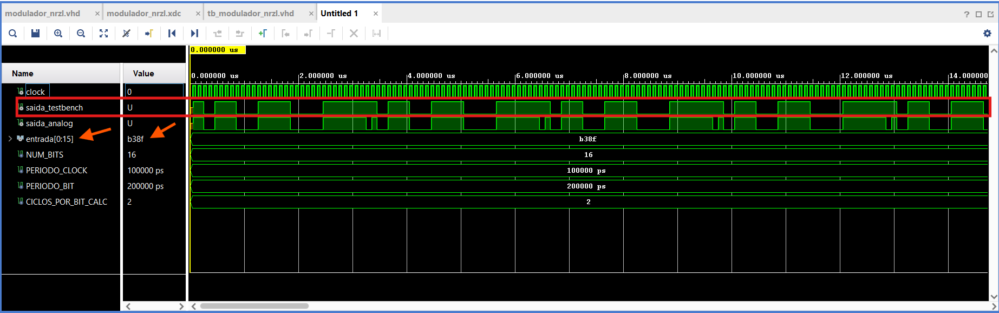 modulador_nrzl.vhd × modulador_nrzl.xdc × tb_modulador_nrzl.vhd × Untitled 1 ×
?
0.000000 us
Name Value
0.000000 us 2.000000 us 4.000000 us 6.000000 us 8.000000 us 10.000000 us 12.000000 us 14.000000
clock 0
saida_testbench U
saida_analog U
entrada[0:15] b38f b38f
NUM_BITS 16 16
PERIODO_CLOCK 100000 ps 100000 ps
PERIODO_BIT 200000 ps 200000 ps
CICLOS_POR_BIT_CALC 2 2